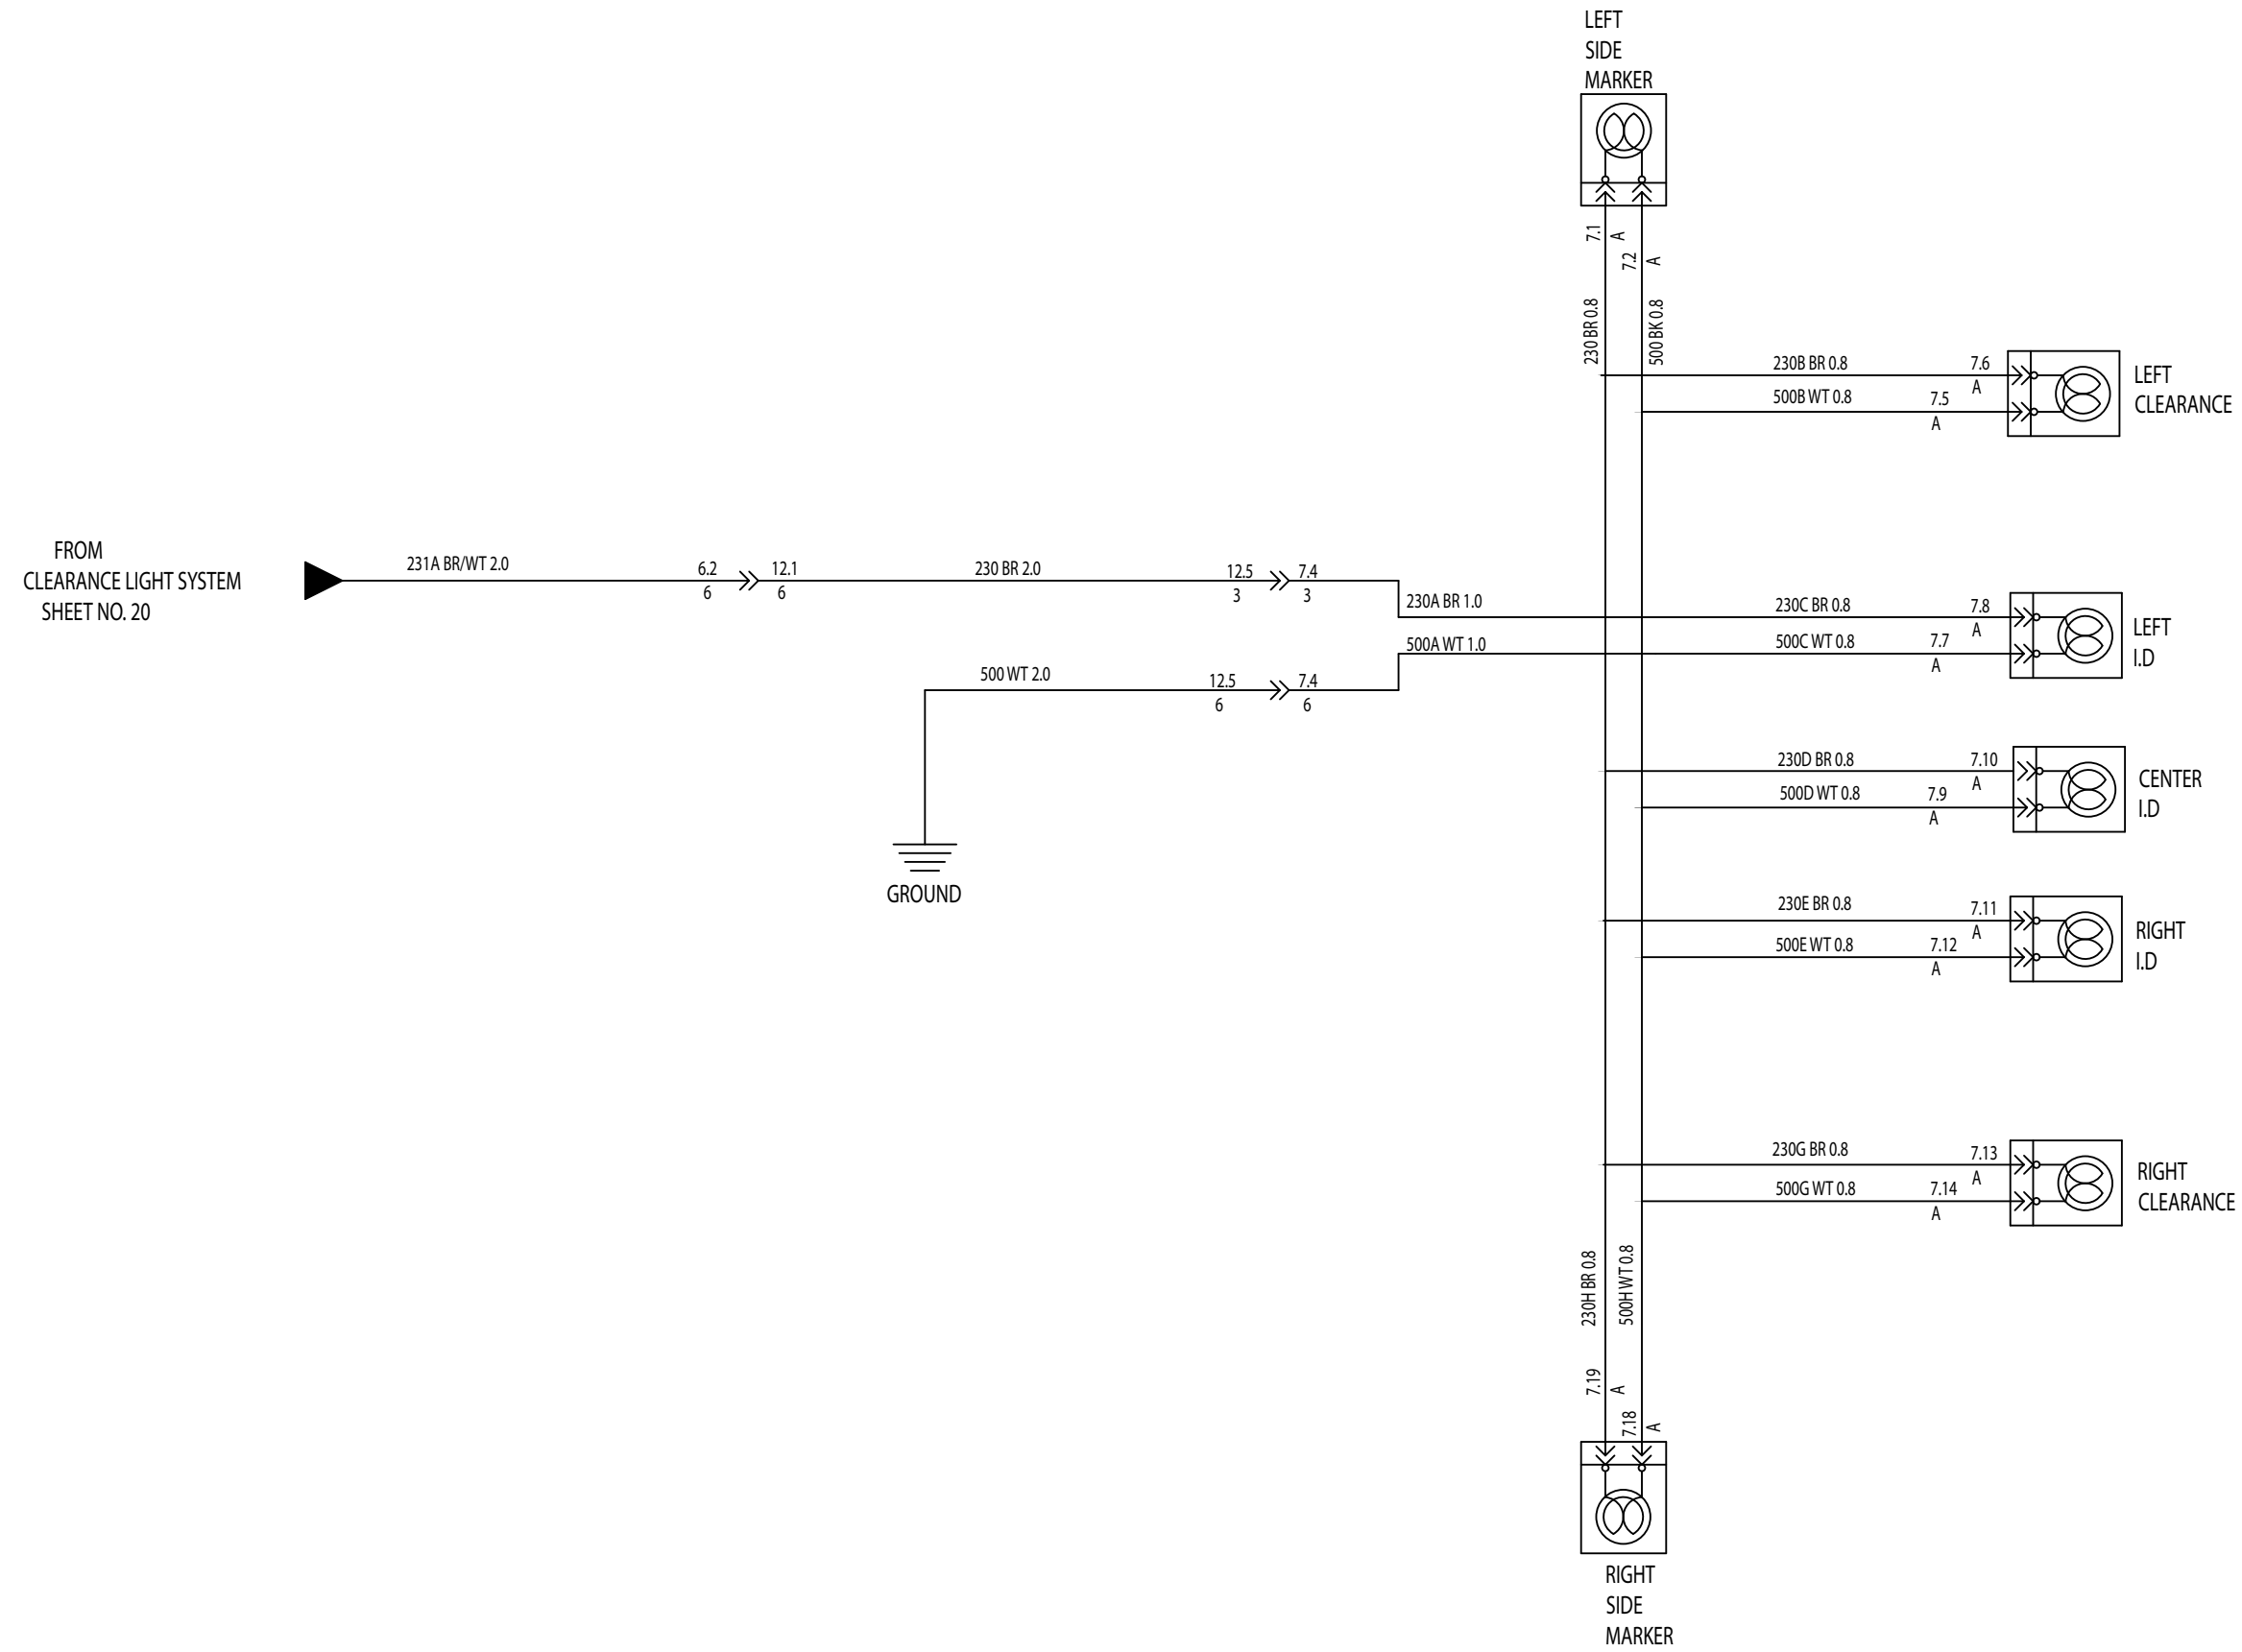 LEFT
SIDE
MARKER
7.1
A
7.2
A
230 BR 0.8
500 BK 0.8
230B BR 0.8
7.6
A
500B WT 0.8
7.5
A
LEFT
CLEARANCE
FROM
CLEARANCE LIGHT SYSTEM
SHEET NO. 20
231A BR/WT 2.0
6.2
6
12.1
6
230 BR 2.0
12.5
3
7.4
3
230A BR 1.0
230C BR 0.8
7.8
A
500A WT 1.0
500C WT 0.8
7.7
A
LEFT
I.D
500 WT 2.0
12.5
6
7.4
6
GROUND
230D BR 0.8
7.10
A
500D WT 0.8
7.9
A
CENTER
I.D
230E BR 0.8
7.11
A
500E WT 0.8
7.12
A
RIGHT
I.D
230G BR 0.8
7.13
A
500G WT 0.8
7.14
A
RIGHT
CLEARANCE
230H BR 0.8
500H WT 0.8
7.19
A
7.18
A
RIGHT
SIDE
MARKER